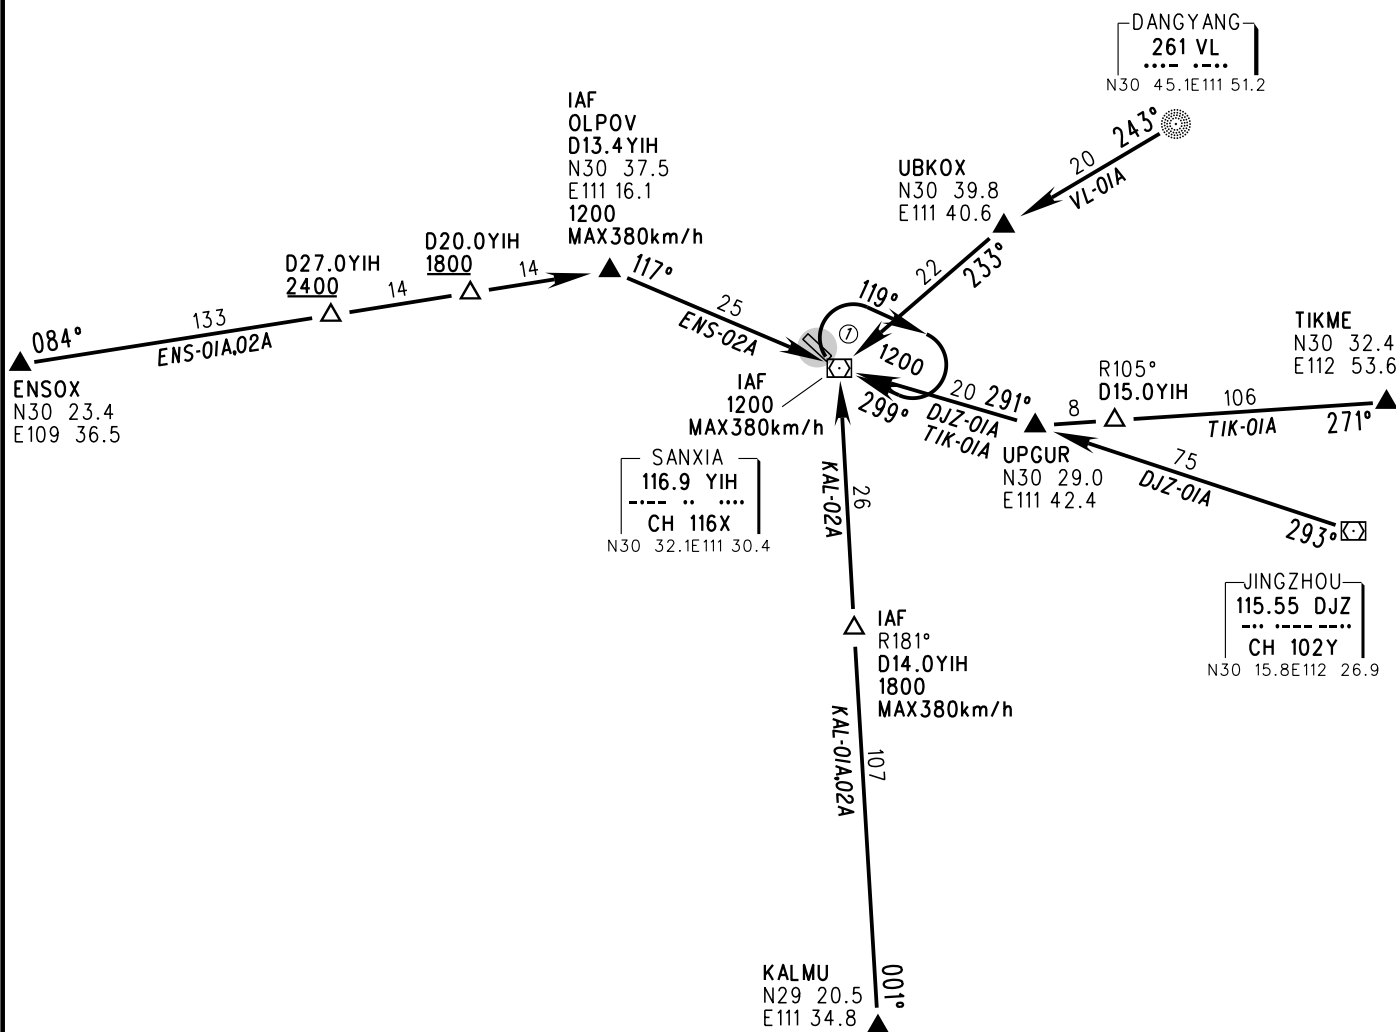 DANGYANG
261 VL
N30 45.1E111 51.2
243°
20
VL-01A
IAF
OLPOV
D13.4YIH
N30 37.5
E111 16.1
1200
MAX380km/h
UBKOX
N30 39.8
E111 40.6
22
233°
D27.0YIH
2400
D20.0YIH
1800
14
14
117°
25
ENS-02A
119°
1
1200
133
084°
ENS-01A,02A
ENSOX
N30 23.4
E109 36.5
IAF
1200
MAX380km/h
299°
20
291°
DJZ-01A
TIK-01A
8
R105°
D15.0YIH
106
TIK-01A
271°
TIKME
N30 32.4
E112 53.6
UPGUR
N30 29.0
E111 42.4
75
DJZ-01A
293°
SANXIA
116.9 YIH
CH 116X
N30 32.1E111 30.4
KAL-02A
26
JINGZHOU
115.55 DJZ
CH 102Y
N30 15.8E112 26.9
IAF
R181°
D14.0YIH
1800
MAX380km/h
KAL-01A,02A
107
001°
KALMU
N29 20.5
E111 34.8